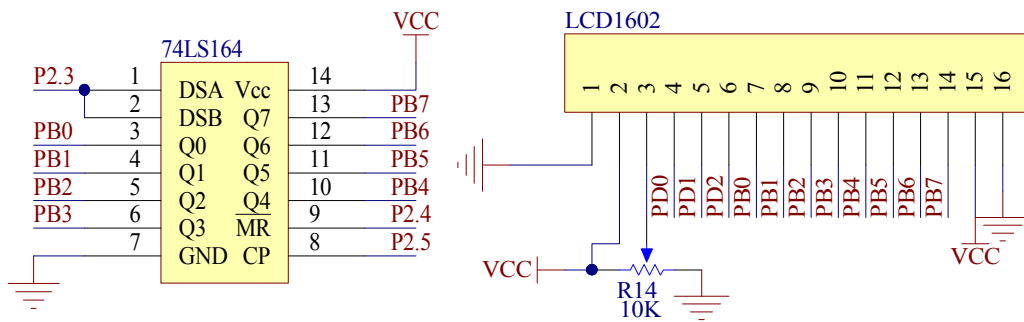 VCC
74LS164
P2.3 1 DSA Vcc 14
2 DSB Q7 13 PB7
PB0 3 Q0 Q6 12 PB6
PB1 4 Q1 Q5 11 PB5
PB2 5 Q2 Q4 10 PB4
PB3 6 Q3 MR 9 P2.4
7 GND CP 8 P2.5
LCD1602
1 2 3 4 5 6 7 8 9 10 11 12 13 14 15 16
PD0 PD1 PD2 PB0 PB1 PB2 PB3 PB4 PB5 PB6 PB7
VCC
VCC
R14
10K